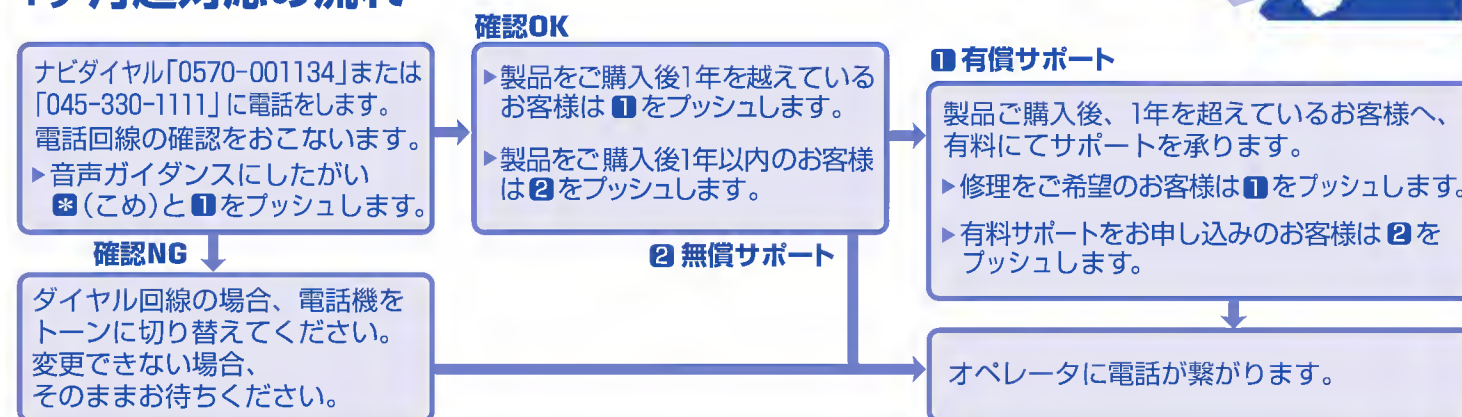 ナビダイヤル「0570-001134」または
「045-330-1111」に電話をします。
電話回線の確認をおこないます。
▶音声ガイダンスにしたがい
*(こめ)と1をプッシュします。
確認OK
▶製品をご購入後1年を越えている
お客様は1をプッシュします。
▶製品をご購入後1年以内のお客様
は2をプッシュします。
1 有償サポート
製品ご購入後、1年を超えているお客様へ、
有料にてサポートを承ります。
▶修理をご希望のお客様は1をプッシュします。
▶有料サポートをお申し込みのお客様は2を
プッシュします。
確認NG
2 無償サポート
ダイヤル回線の場合、電話機を
トーンに切り替えてください。
変更できない場合、
そのままお待ちください。
オペレータに電話が繋がります。